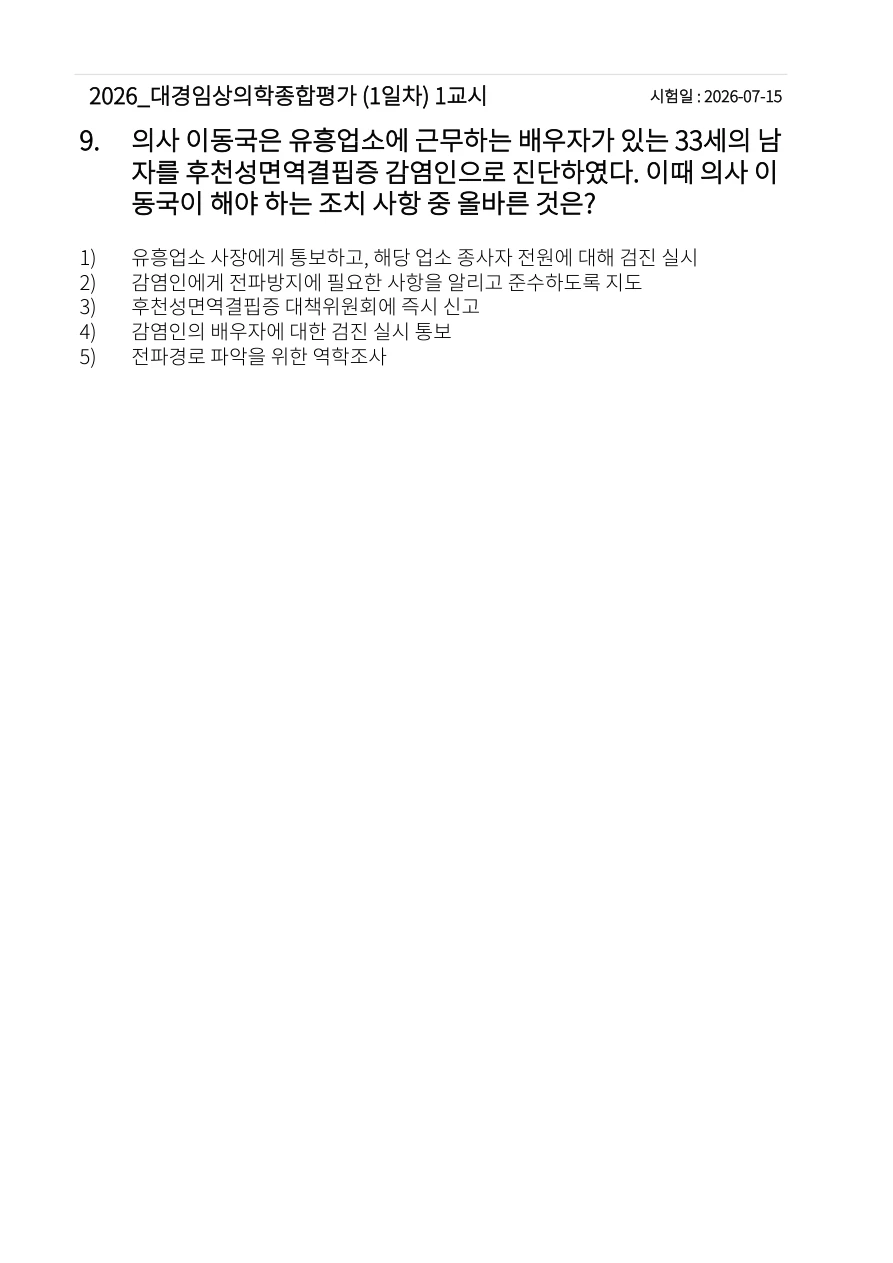 2026_대경임상의학종합평가 (1일차) 1교시 시험일 : 2026-07-15
9. 의사 이동국은 유흥업소에 근무하는 배우자가 있는 33세의 남
자를 후천성면역결핍증 감염인으로 진단하였다. 이때 의사 이
동국이 해야 하는 조치 사항 중 올바른 것은?
1) 유흥업소 사장에게 통보하고, 해당 업소 종사자 전원에 대해 검진 실시
2) 감염인에게 전파방지에 필요한 사항을 알리고 준수하도록 지도
3) 후천성면역결핍증 대책위원회에 즉시 신고
4) 감염인의 배우자에 대한 검진 실시 통보
5) 전파경로 파악을 위한 역학조사